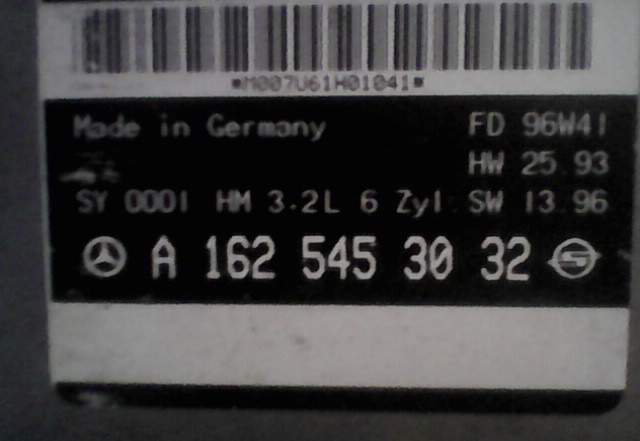 *M007U61H01041*
Made in Germany FD 96W41
HW 25.93
SY 0001 HM 3.2L 6 Zyl SW 13.96
A 162 545 30 32